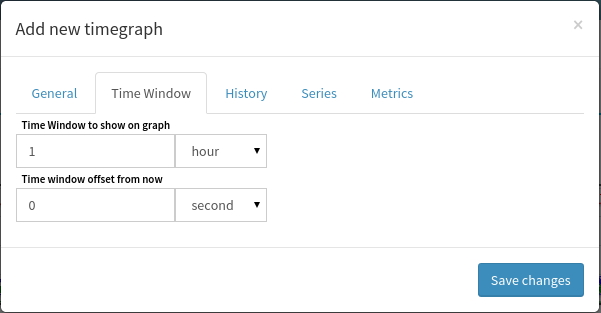 Add new timegraph ×
General Time Window History Series Metrics
Time Window to show on graph
1 hour
Time window offset from now
0 second
Save changes